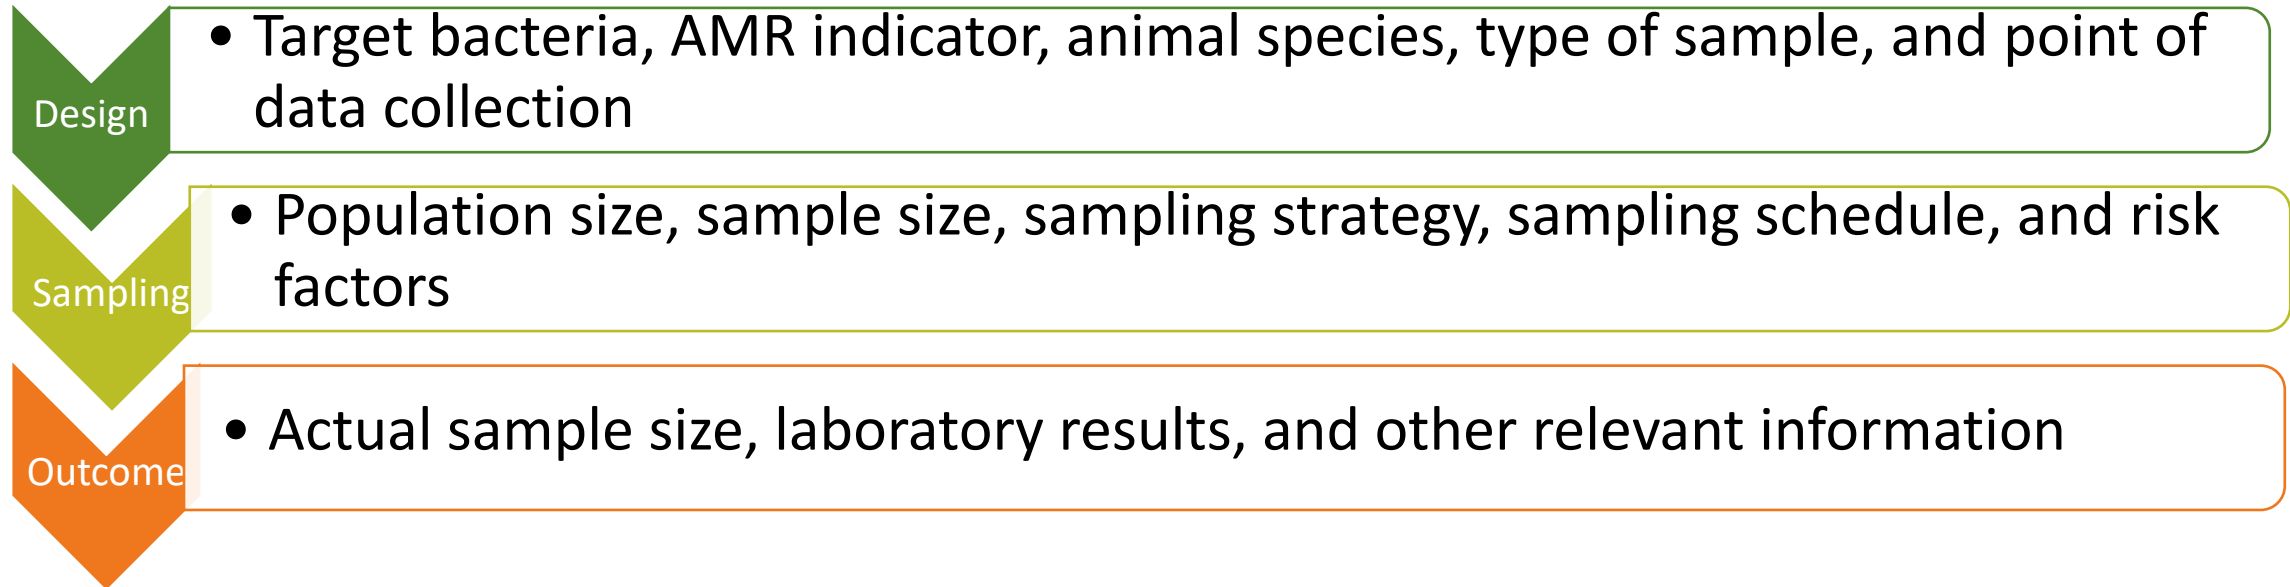 Design
• Target bacteria, AMR indicator, animal species, type of sample, and point of
data collection
Sampling
• Population size, sample size, sampling strategy, sampling schedule, and risk
factors
Outcome
• Actual sample size, laboratory results, and other relevant information